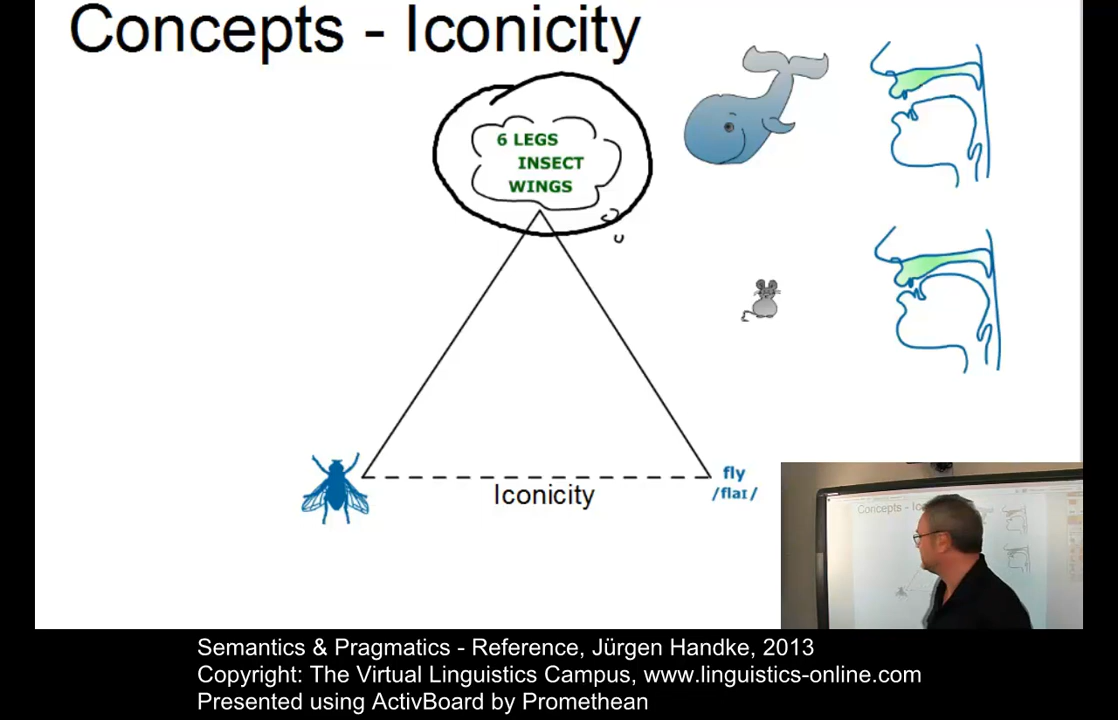 Concepts - Iconicity
6 LEGS
INSECT
WINGS
Iconicity
fly
/flaɪ/
Semantics & Pragmatics - Reference, Jürgen Handke, 2013
Copyright: The Virtual Linguistics Campus, www.linguistics-online.com
Presented using ActivBoard by Promethean